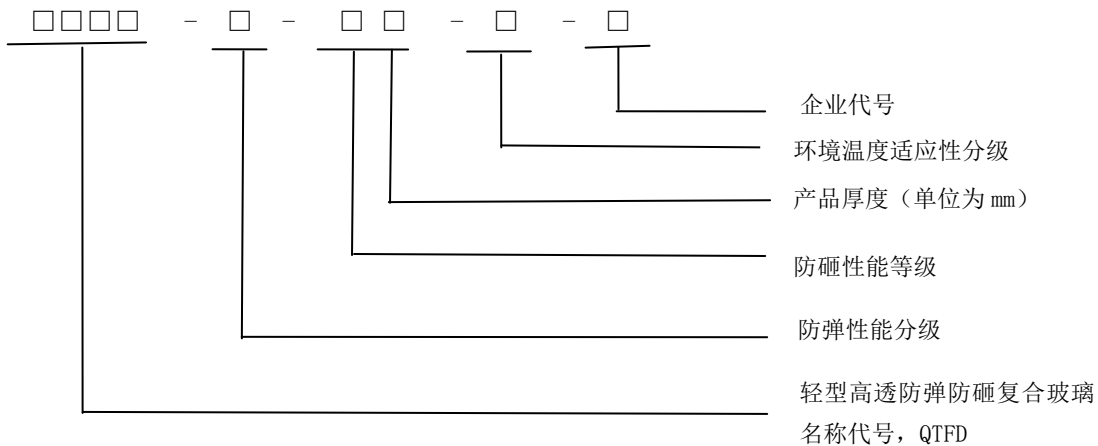 □□□□ - □ - □ □ - □ - □
企业代号
环境温度适应性分级
产品厚度（单位为 mm）
防砸性能等级
防弹性能分级
轻型高透防弹防砸复合玻璃
名称代号，QTFD